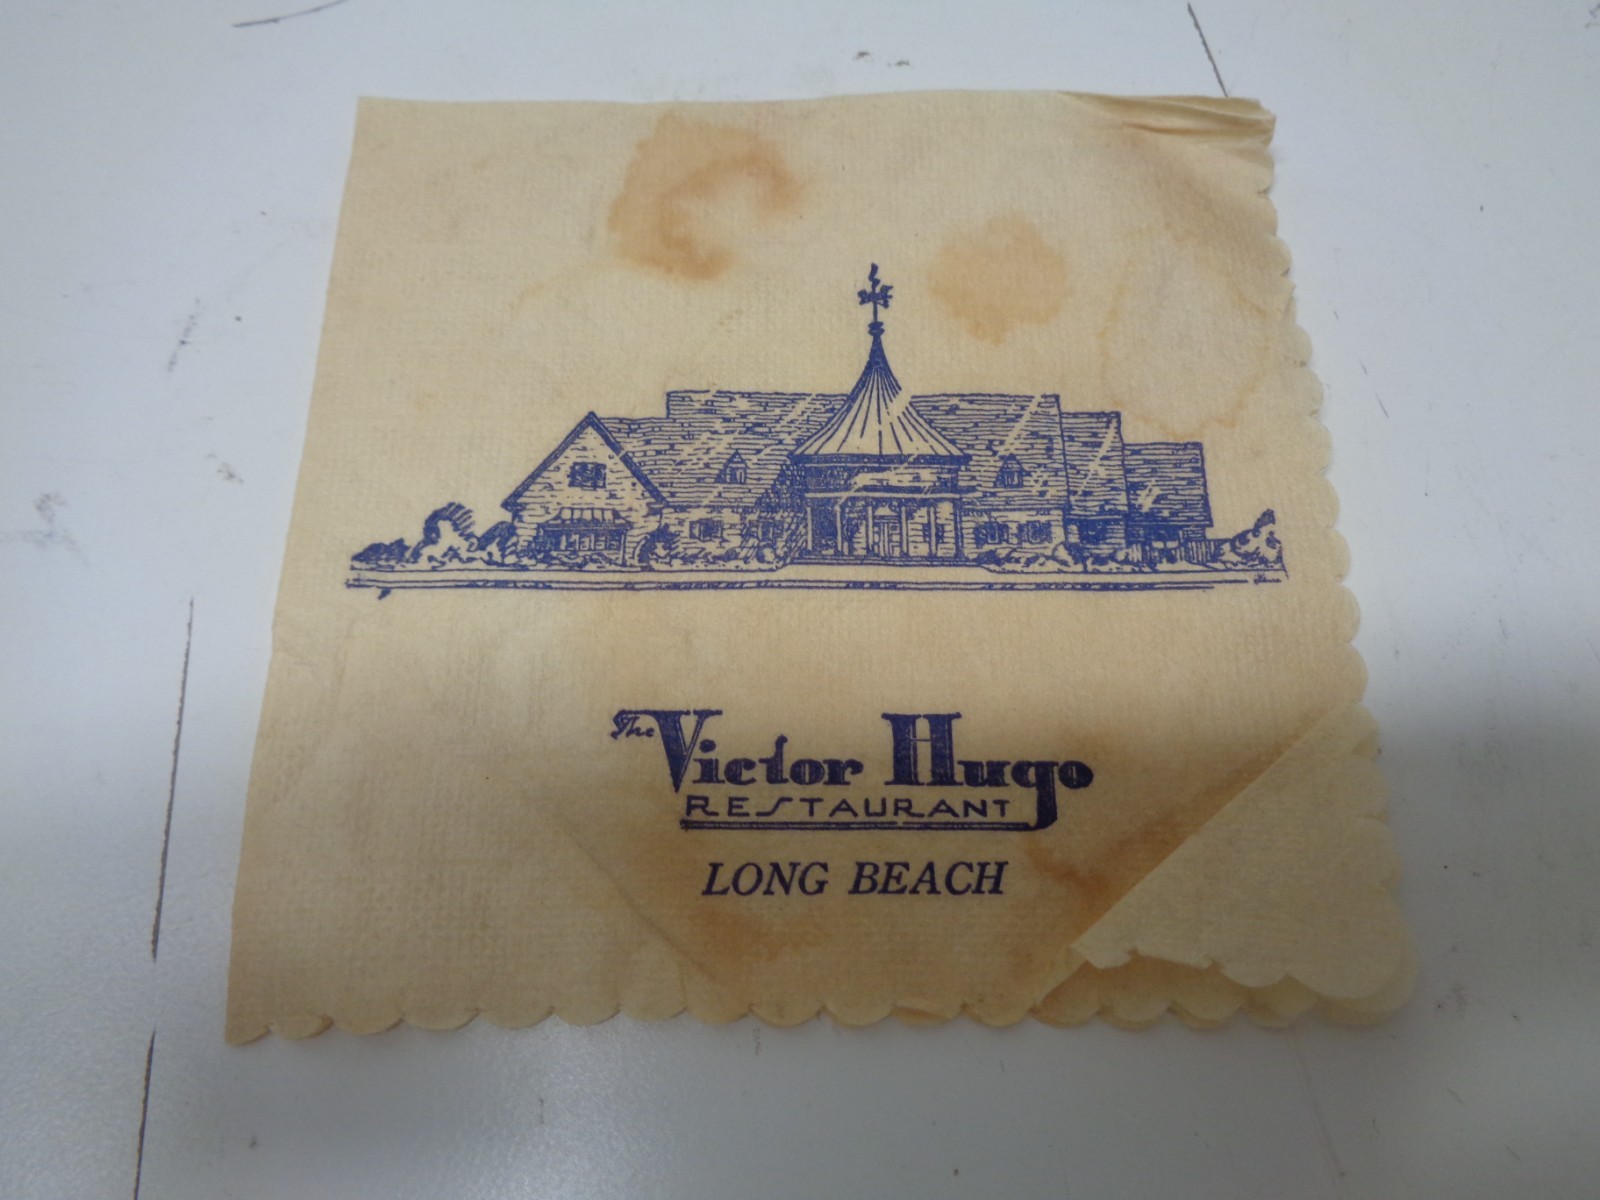 The Victor Hugo
RESTAURANT
LONG BEACH